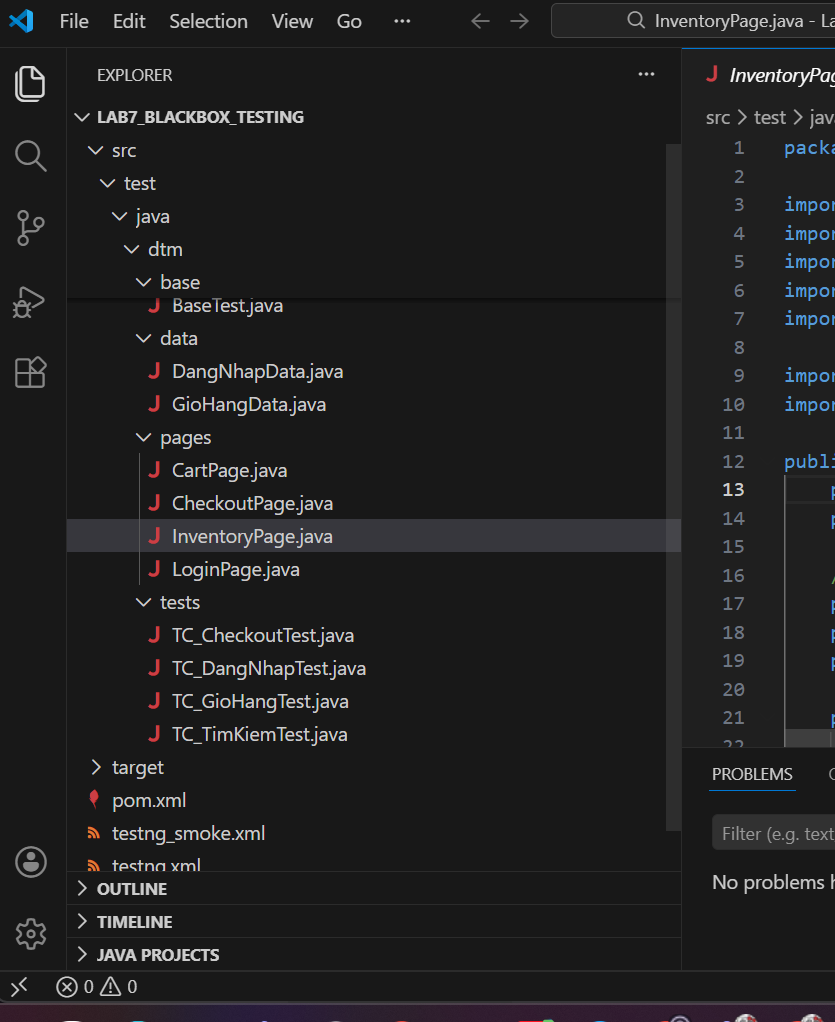 File Edit Selection View Go ··· InventoryPage.java - La
EXPLORER ···
LAB7_BLACKBOX_TESTING
src
test
java
dtm
base
BaseTest.java
data
DangNhapData.java
GioHangData.java
pages
CartPage.java
CheckoutPage.java
InventoryPage.java
LoginPage.java
tests
TC_CheckoutTest.java
TC_DangNhapTest.java
TC_GioHangTest.java
TC_TimKiemTest.java
target
pom.xml
testng_smoke.xml
testng.xml
OUTLINE
TIMELINE
JAVA PROJECTS
0 0
InventoryPag
src > test > jav
1 packa
2
3 impor
4 impor
5 impor
6 impor
7 impor
8
9 impor
10 impor
11
12 publi
13 p
14 p
15
16 /
17 p
18 p
19 p
20
21 p
22
PROBLEMS
Filter (e.g. text
No problems h